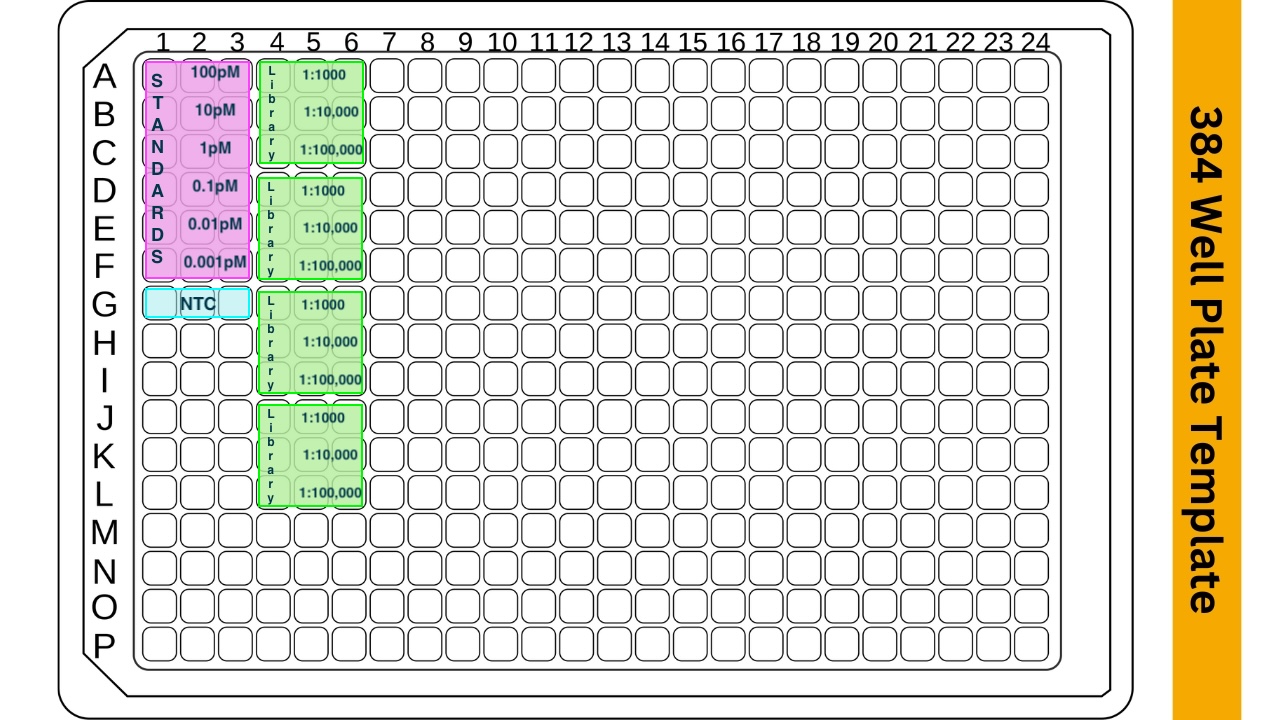 1 2 3 4 5 6 7 8 9 10 11 12 13 14 15 16 17 18 19 20 21 22 23 24
A
B
C
D
E
F
G
H
I
J
K
L
M
N
O
P
STANDARDS
100pM
10pM
1pM
0.1pM
0.01pM
0.001pM
NTC
Library
1:1000
1:10,000
1:100,000
Library
1:1000
1:10,000
1:100,000
Library
1:1000
1:10,000
1:100,000
Library
1:1000
1:10,000
1:100,000
384 Well Plate Template